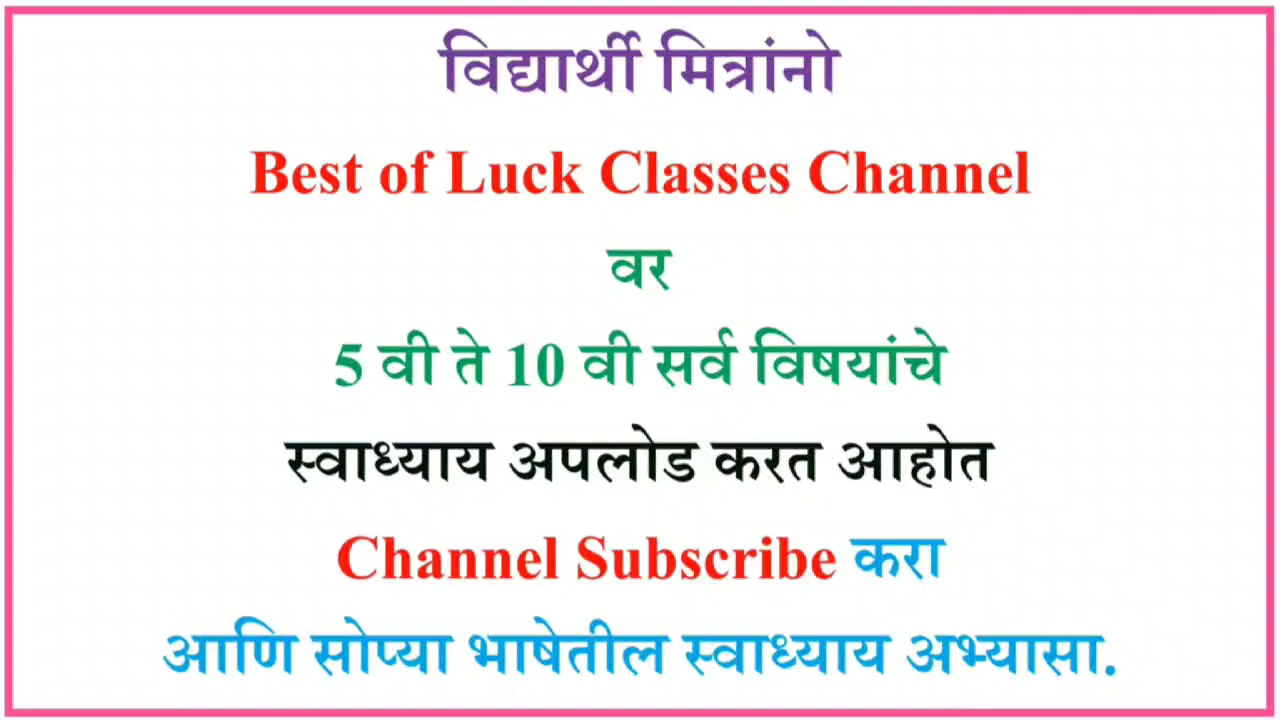 विद्यार्थी मित्रांनो
Best of Luck Classes Channel
वर
5 वी ते 10 वी सर्व विषयांचे
स्वाध्याय अपलोड करत आहोत
Channel Subscribe करा
आणि सोप्या भाषेतील स्वाध्याय अभ्यासा.